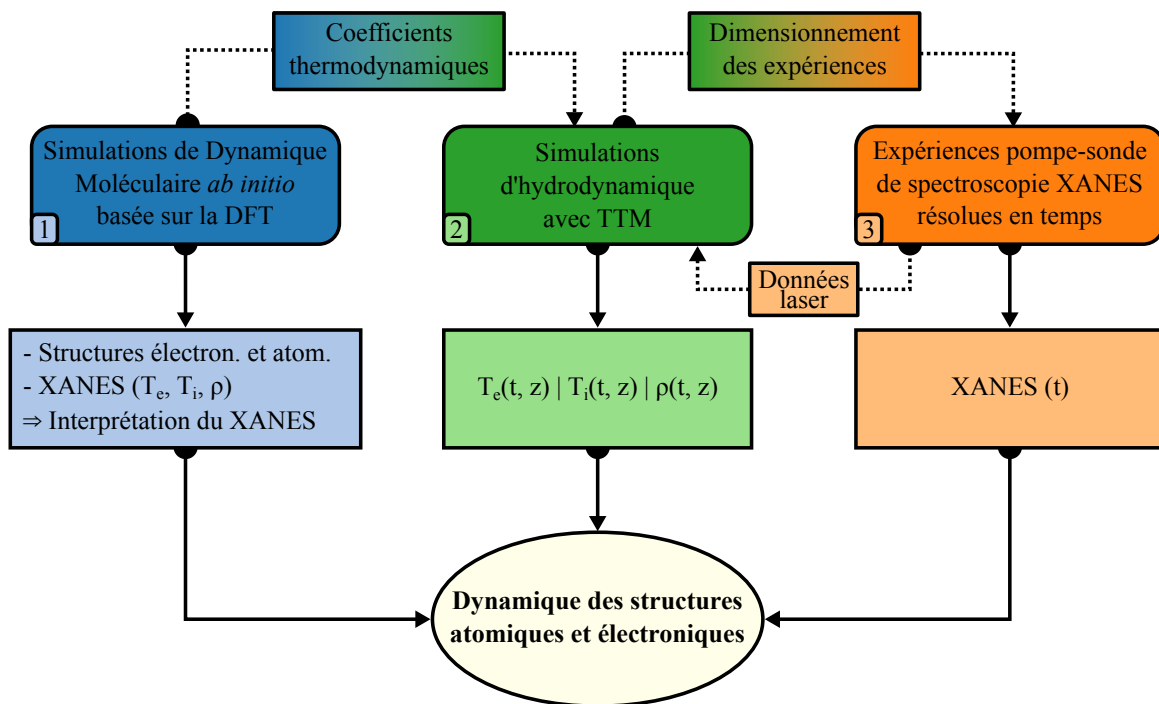 Coefficients
thermodynamiques
Dimensionnement
des expériences
Simulations de Dynamique
Moléculaire ab initio
basée sur la DFT
1
Simulations
d'hydrodynamique
avec TTM
2
Expériences pompe-sonde
de spectroscopie XANES
résolues en temps
3
Données
laser
- Structures électron. et atom.
- XANES (Te, Ti, ρ)
⇒ Interprétation du XANES
Te(t, z) | Ti(t, z) | ρ(t, z)
XANES (t)
Dynamique des structures
atomiques et électroniques